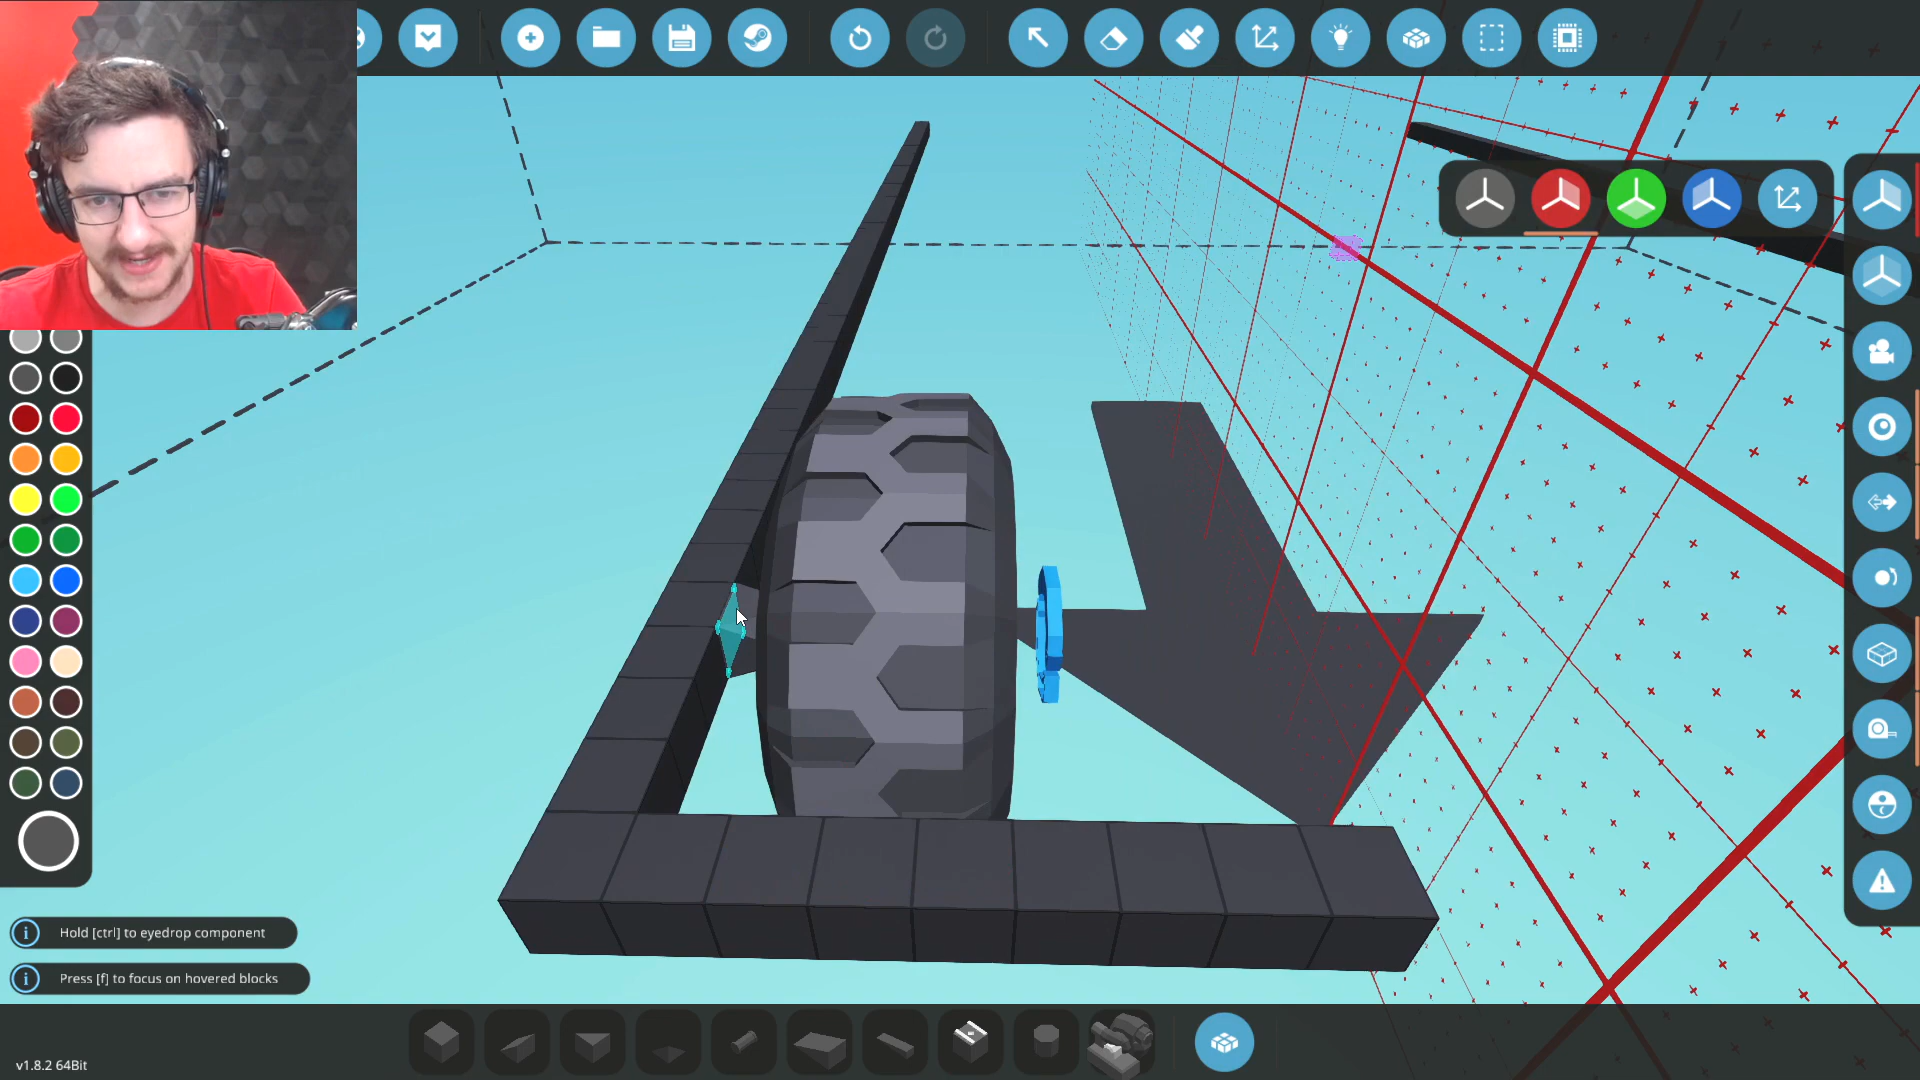 Hold [ctrl] to eyedrop component
Press [f] to focus on hovered blocks
v1.8.2 64Bit